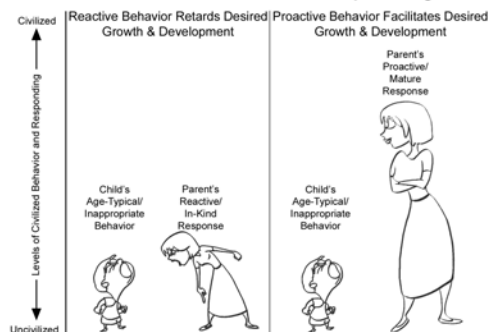 Civilized
Levels of Civilized Behavior and Responding
Uncivilized
Reactive Behavior Retards Desired
Growth & Development
Child's
Age-Typical/
Inappropriate
Behavior
Parent's
Reactive/
In-Kind
Response
Proactive Behavior Facilitates Desired
Growth & Development
Child's
Age-Typical/
Inappropriate
Behavior
Parent's
Proactive/
Mature
Response